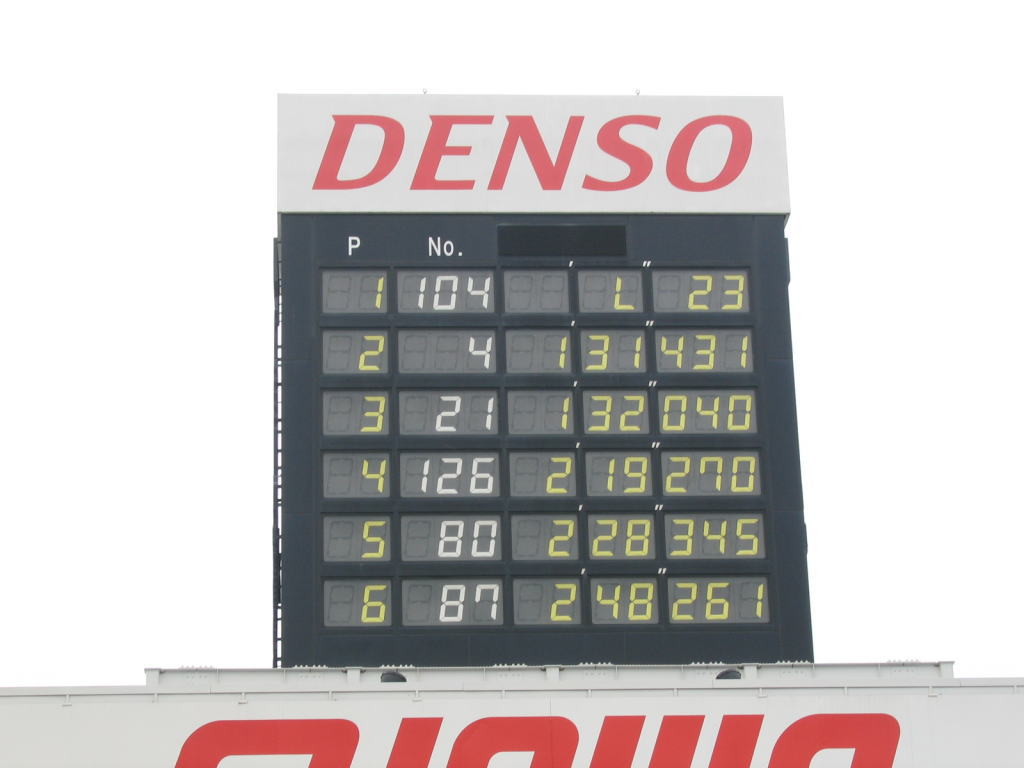 DENSO
P No.
1 104 ' L " 23
2 4 1 ' 31 " 431
3 21 1 ' 32 " 040
4 126 2 ' 19 " 270
5 80 2 ' 28 " 345
6 87 2 ' 48 " 261